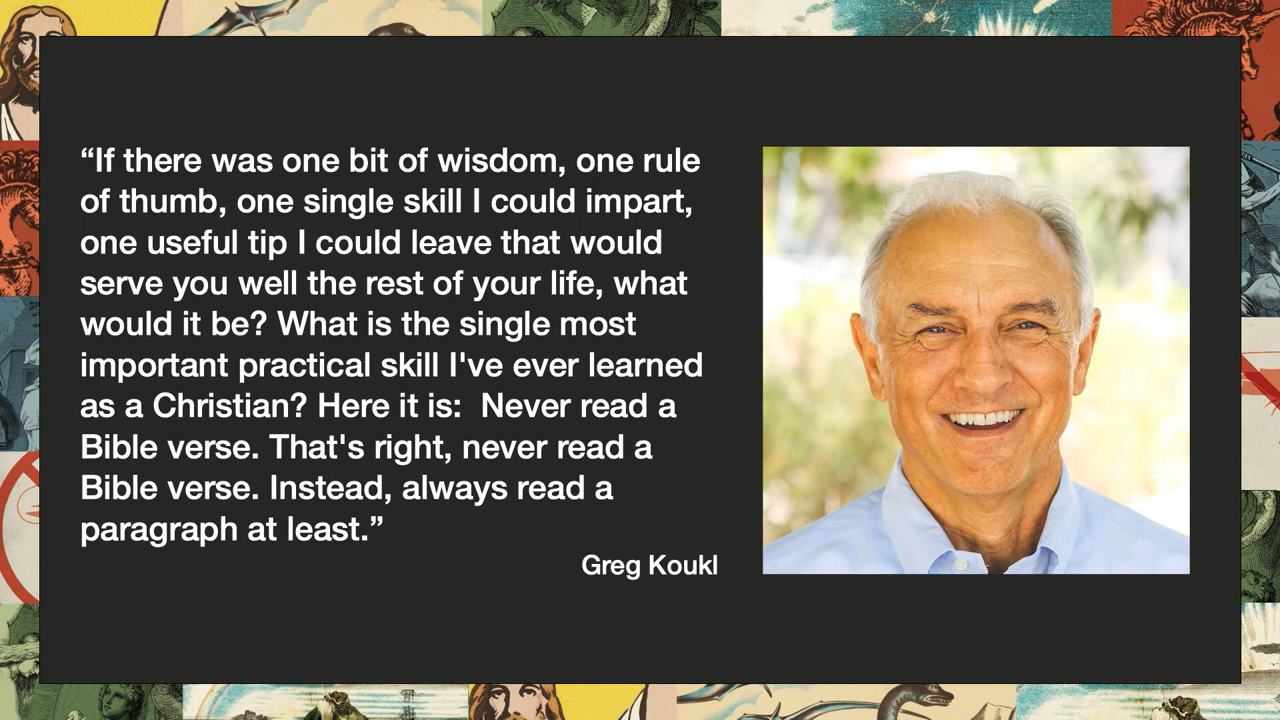 “If there was one bit of wisdom, one rule
of thumb, one single skill I could impart,
one useful tip I could leave that would
serve you well the rest of your life, what
would it be? What is the single most
important practical skill I've ever learned
as a Christian? Here it is:  Never read a
Bible verse. That's right, never read a
Bible verse. Instead, always read a
paragraph at least.”
Greg Koukl